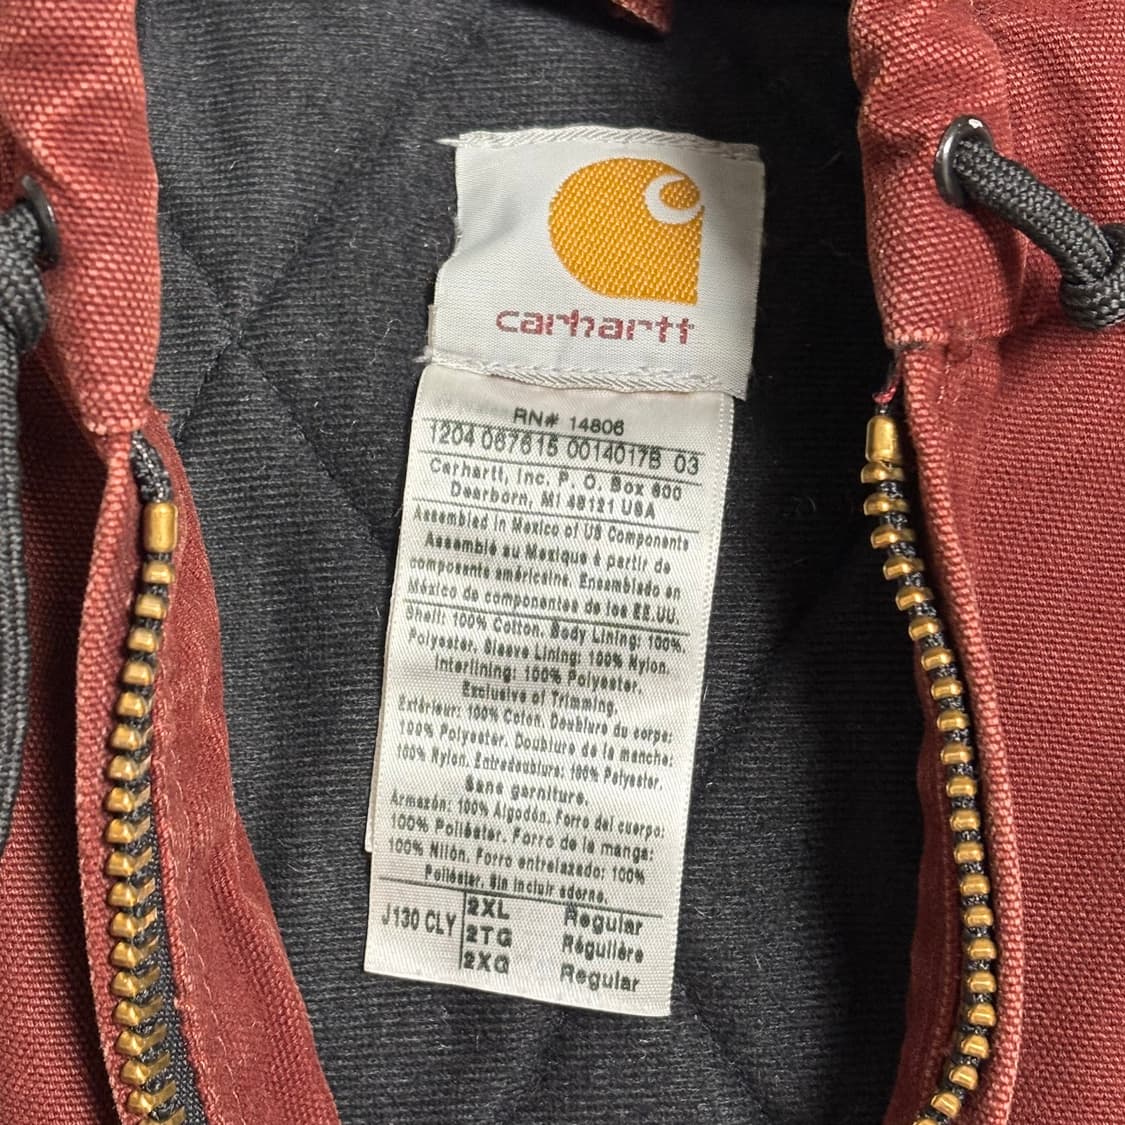 carhartt
RN# 14806
1204 067615 0014017B 03
Carhartt, Inc. P. O. Box 600
Dearborn, MI 48121 USA
Assembled in Mexico of US Components
Assemblé au Mexique à partir de
composants américains. Ensamblado en
México de componentes de los EE.UU.
Shell: 100% Cotton. Body Lining: 100%
Polyester. Sleeve Lining: 100% Nylon.
Interlining: 100% Polyester.
Exclusive of Trimming.
Extérieur: 100% Coton. Doublure du corps:
100% Polyester. Doublure de la manche:
100% Nylon. Entredoublure: 100% Polyester.
Sans garniture.
Armazón: 100% Algodón. Forro del cuerpo:
100% Poliéster. Forro de la manga:
100% Nilón. Forro entrelazado: 100%
Poliéster. Sin incluir adorno.
J130 CLY 2XL Regular
2TG Régulière
2XG Regular